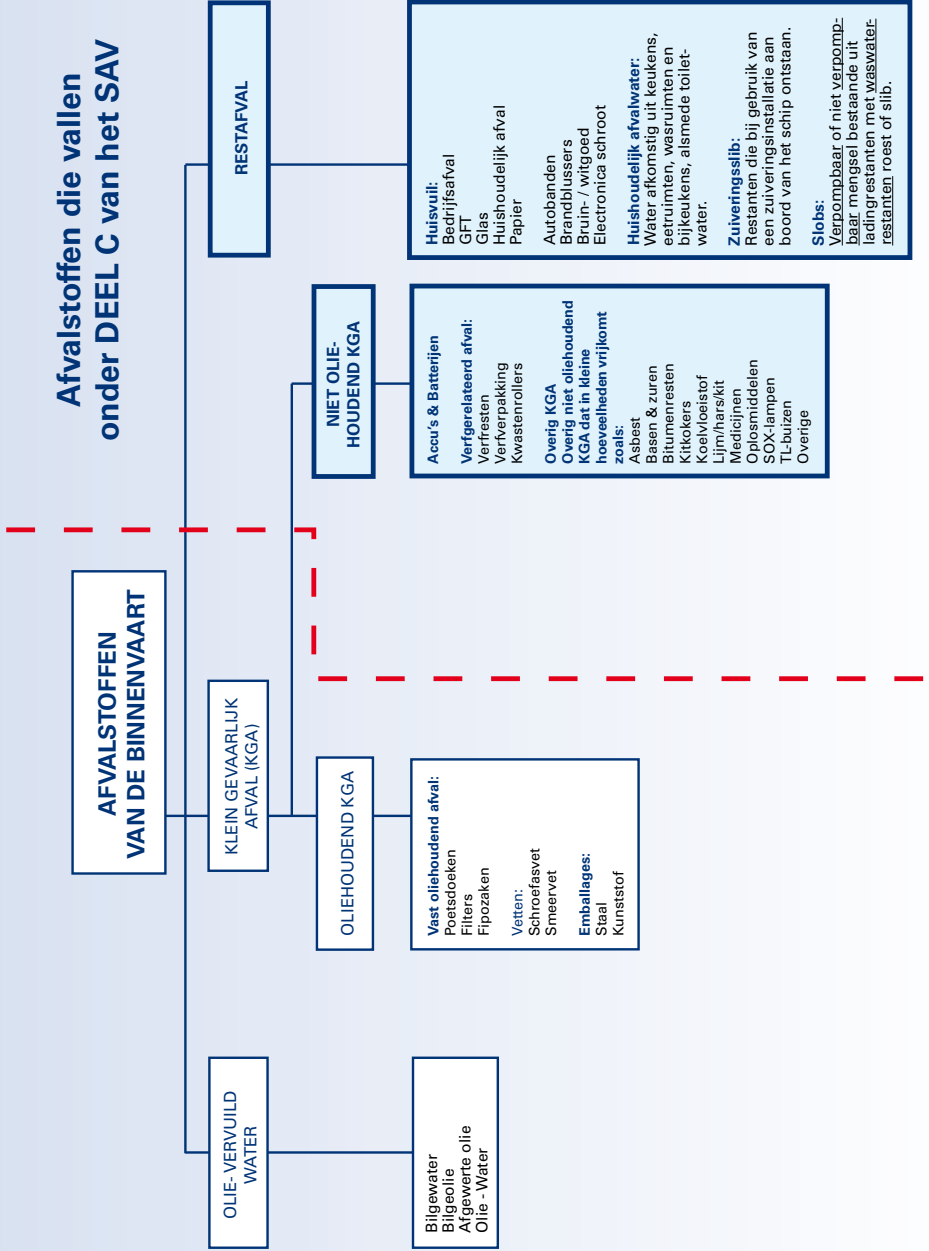 Afvalstoffen die vallen
onder DEEL C van het SAV
AFVALSTOFFEN
VAN DE BINNENVAART
OLIE- VERVUILD
WATER
KLEIN GEVAARLIJK
AFVAL (KGA)
RESTAFVAL
OLIEHOUDEND KGA
NIET OLIE-
HOUDEND KGA
Bilgewater
Bilgeolie
Afgewerte olie
Olie - Water
Vast oliehoudend afval:
Poetsdoeken
Filters
Fipozaken
Vetten:
Schroefasvet
Smeervet
Emballages:
Staal
Kunststof
Accu's & Batterijen
Verfgerelateerd afval:
Verfresten
Verfverpakking
Kwastenrollers
Overig KGA
Overig niet oliehoudend
KGA dat in kleine
hoeveelheden vrijkomt
zoals:
Asbest
Basen & zuren
Bitumenresten
Kitkokers
Koelvloeistof
Lijm/hars/kit
Medicijnen
Oplosmiddelen
SOX-lampen
TL-buizen
Overige
Huisvuil:
Bedrijfsafval
GFT
Glas
Huishoudelijk afval
Papier
Autobanden
Brandblussers
Bruin- / witgoed
Electronica schroot
Huishoudelijk afvalwater:
Water afkomstig uit keukens,
eetruimten, wasruimten en
bijkeukens, alsmede toilet-
water.
Zuiveringsslib:
Restanten die bij gebruik van
een zuiveringsinstallatie aan
boord van het schip ontstaan.
Slobs:
Verpompbaar of niet verpomp-
baar mengsel bestaande uit
ladingrestanten met waswater-
restanten roest of slib.